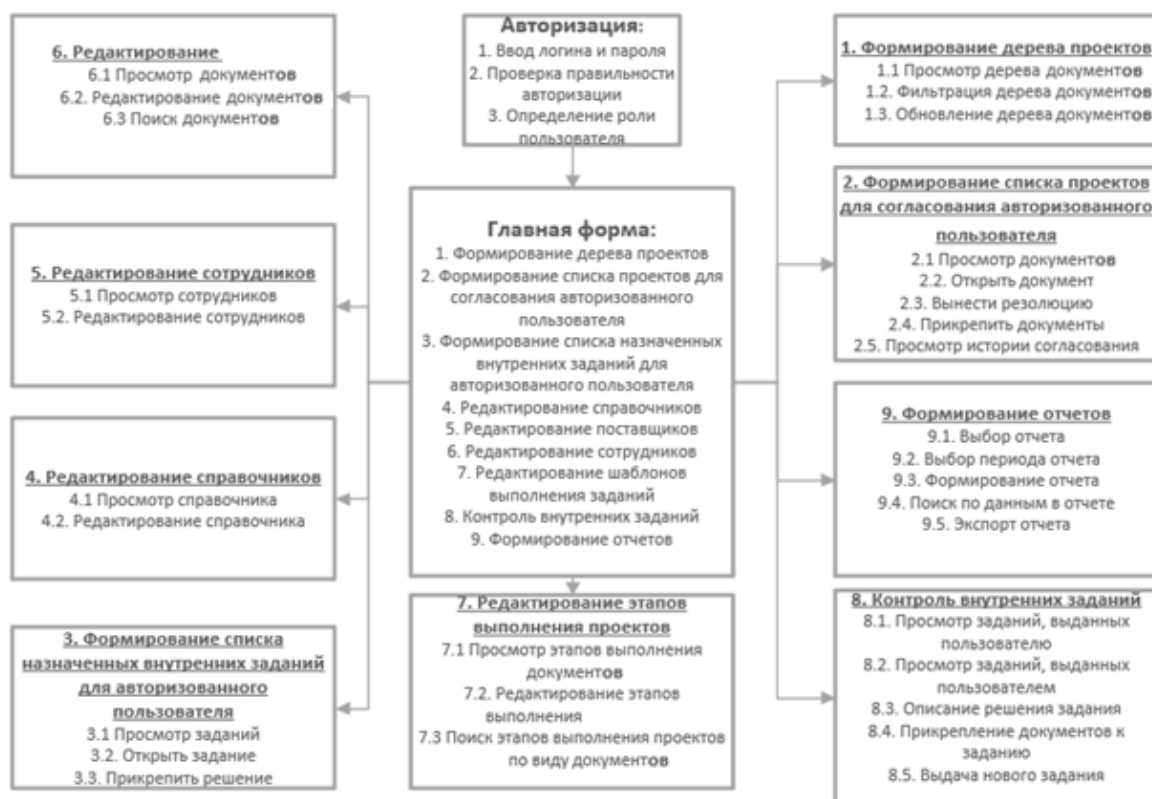 6. Редактирование
6.1 Просмотр документов
6.2. Редактирование документов
6.3 Поиск документов
Авторизация:
1. Ввод логина и пароля
2. Проверка правильности
авторизации
3. Определение роли
пользователя
1. Формирование дерева проектов
1.1 Просмотр дерева документов
1.2. Фильтрация дерева документов
1.3. Обновление дерева документов
5. Редактирование сотрудников
5.1 Просмотр сотрудников
5.2. Редактирование сотрудников
Главная форма:
1. Формирование дерева проектов
2. Формирование списка проектов для
согласования авторизованного
пользователя
3. Формирование списка назначенных
внутренних заданий для
авторизованного пользователя
4. Редактирование справочников
5. Редактирование поставщиков
6. Редактирование сотрудников
7. Редактирование шаблонов
выполнения заданий
8. Контроль внутренних заданий
9. Формирование отчетов
2. Формирование списка проектов
для согласования авторизованного
пользователя
2.1 Просмотр документов
2.2. Открыть документ
2.3. Вынести резолюцию
2.4. Прикрепить документы
2.5. Просмотр истории согласования
4. Редактирование справочников
4.1 Просмотр справочника
4.2. Редактирование справочника
9. Формирование отчетов
9.1. Выбор отчета
9.2. Выбор периода отчета
9.3. Формирование отчета
9.4. Поиск по данным в отчете
9.5. Экспорт отчета
3. Формирование списка
назначенных внутренних заданий
для авторизованного
пользователя
3.1 Просмотр заданий
3.2. Открыть задание
3.3. Прикрепить решение
7. Редактирование этапов
выполнения проектов
7.1 Просмотр этапов выполнения
документов
7.2. Редактирование этапов
выполнения
7.3 Поиск этапов выполнения проектов
по виду документов
8. Контроль внутренних заданий
8.1. Просмотр заданий, выданных
пользователю
8.2. Просмотр заданий, выданных
пользователем
8.3. Описание решения задания
8.4. Прикрепление документов к
заданию
8.5. Выдача нового задания